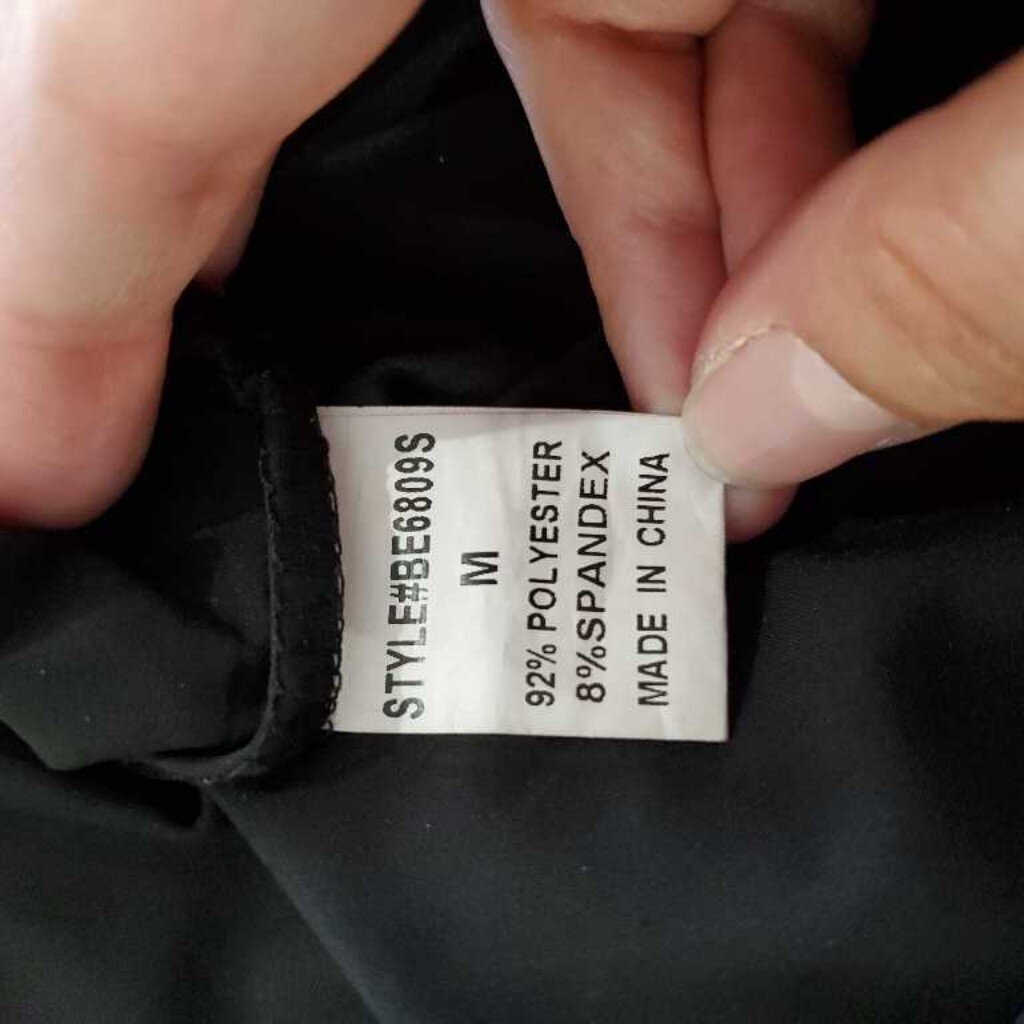 STYLE#BE6809S
M
92% POLYESTER
8%SPANDEX
MADE IN CHINA